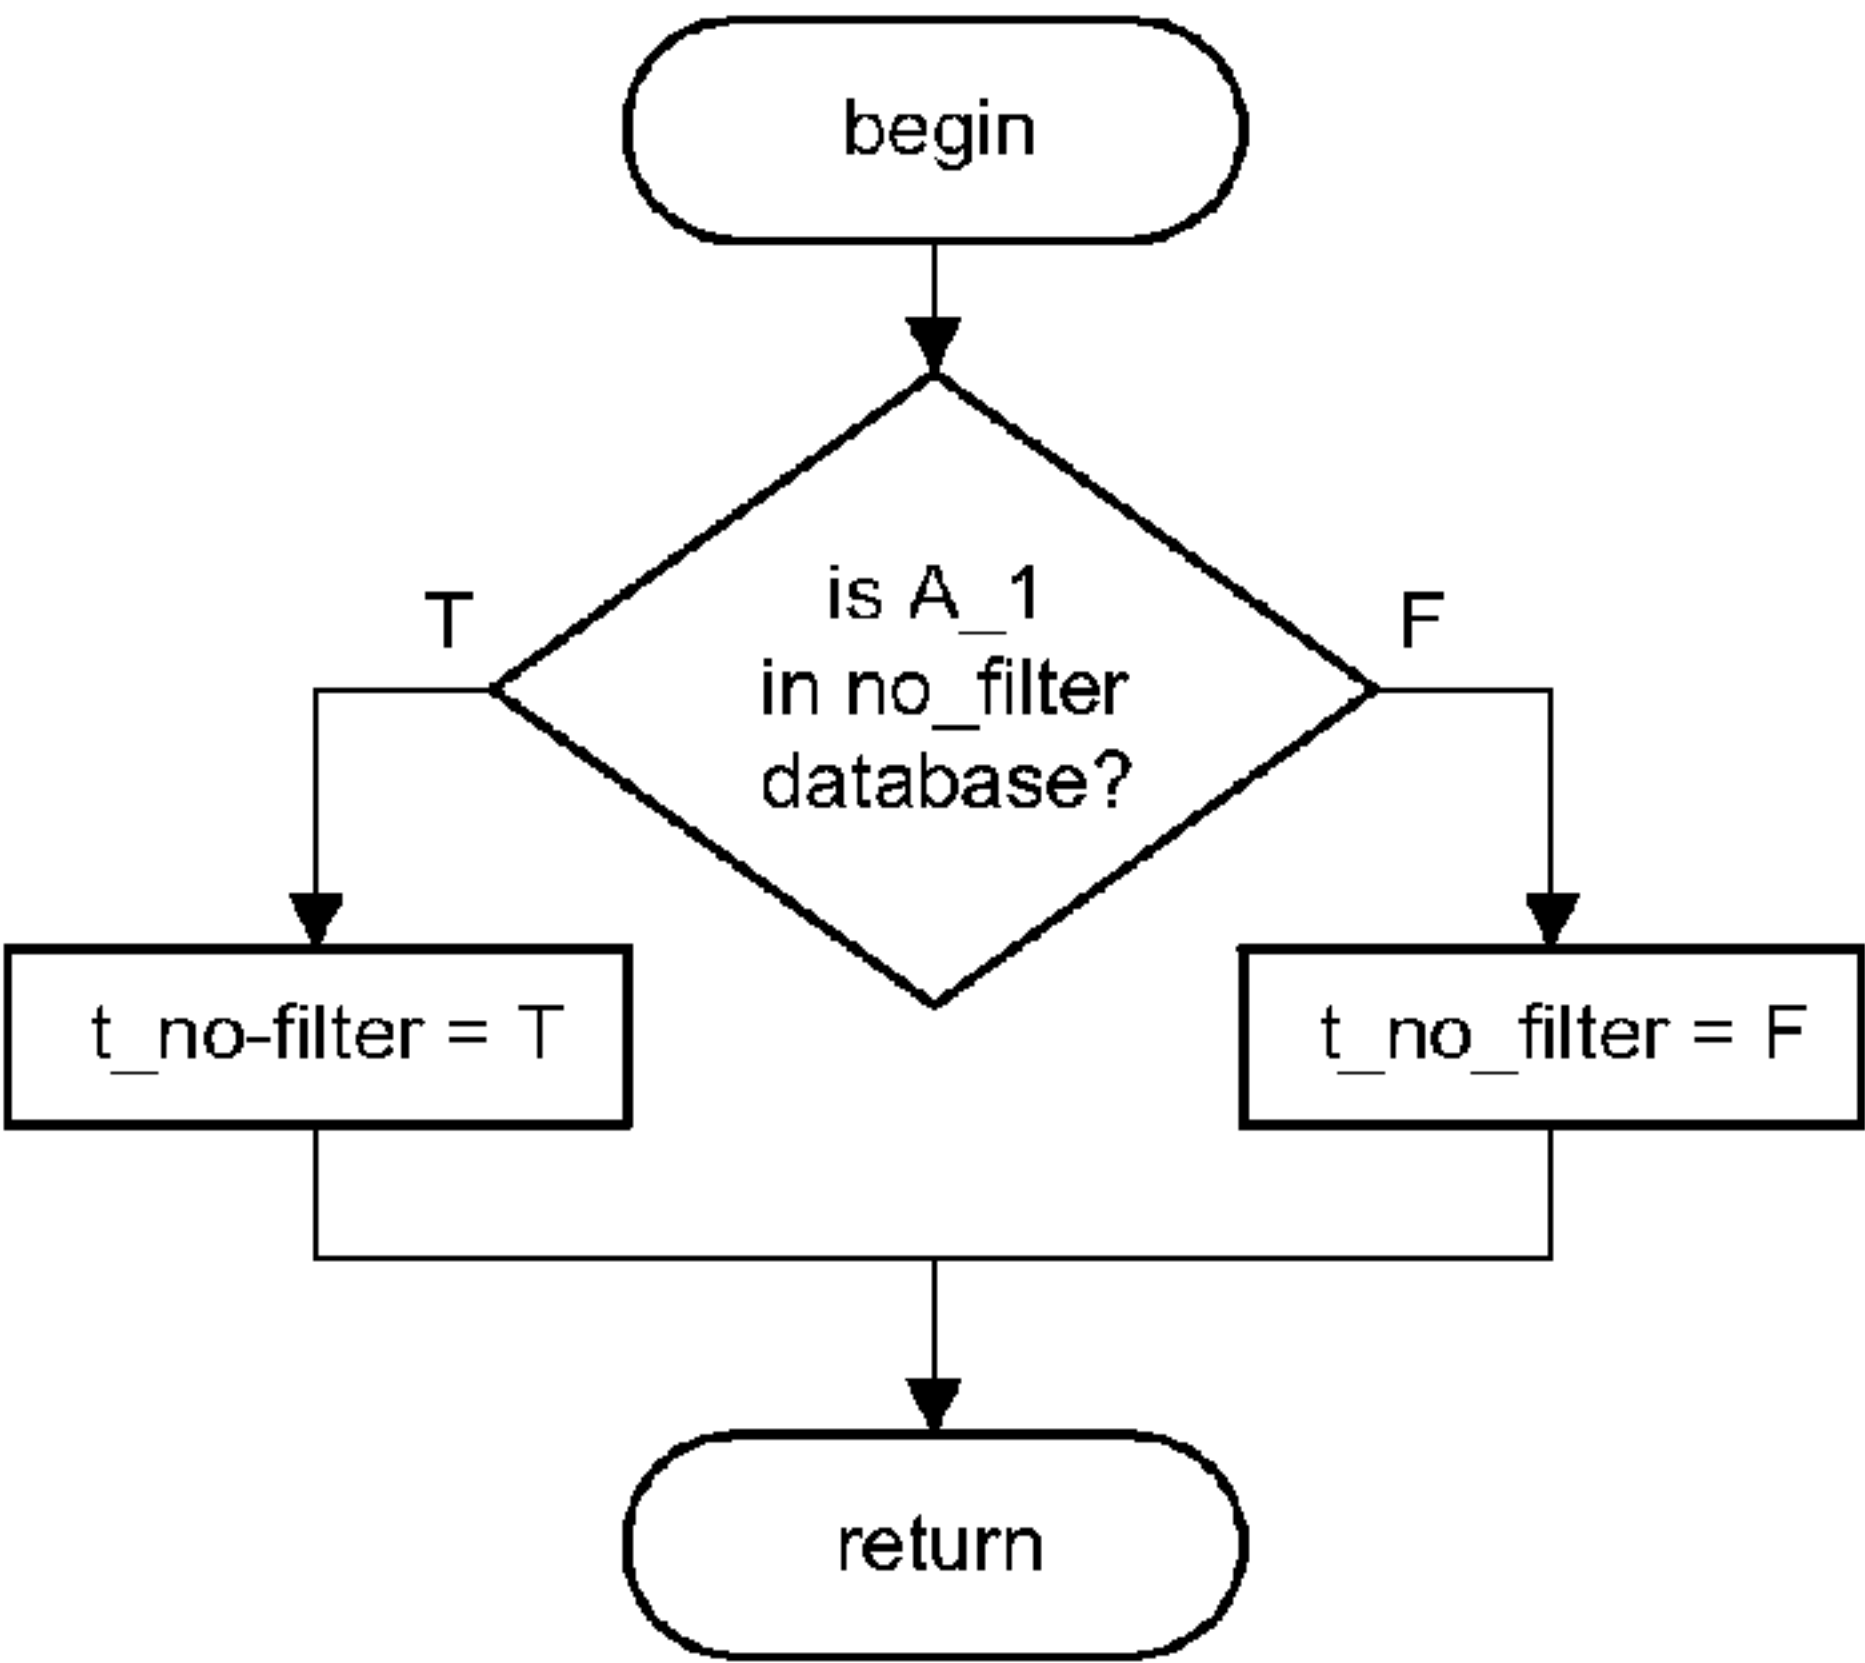 begin
is A_1
in no_filter
database?
T
F
t_no-filter = T
t_no_filter = F
return